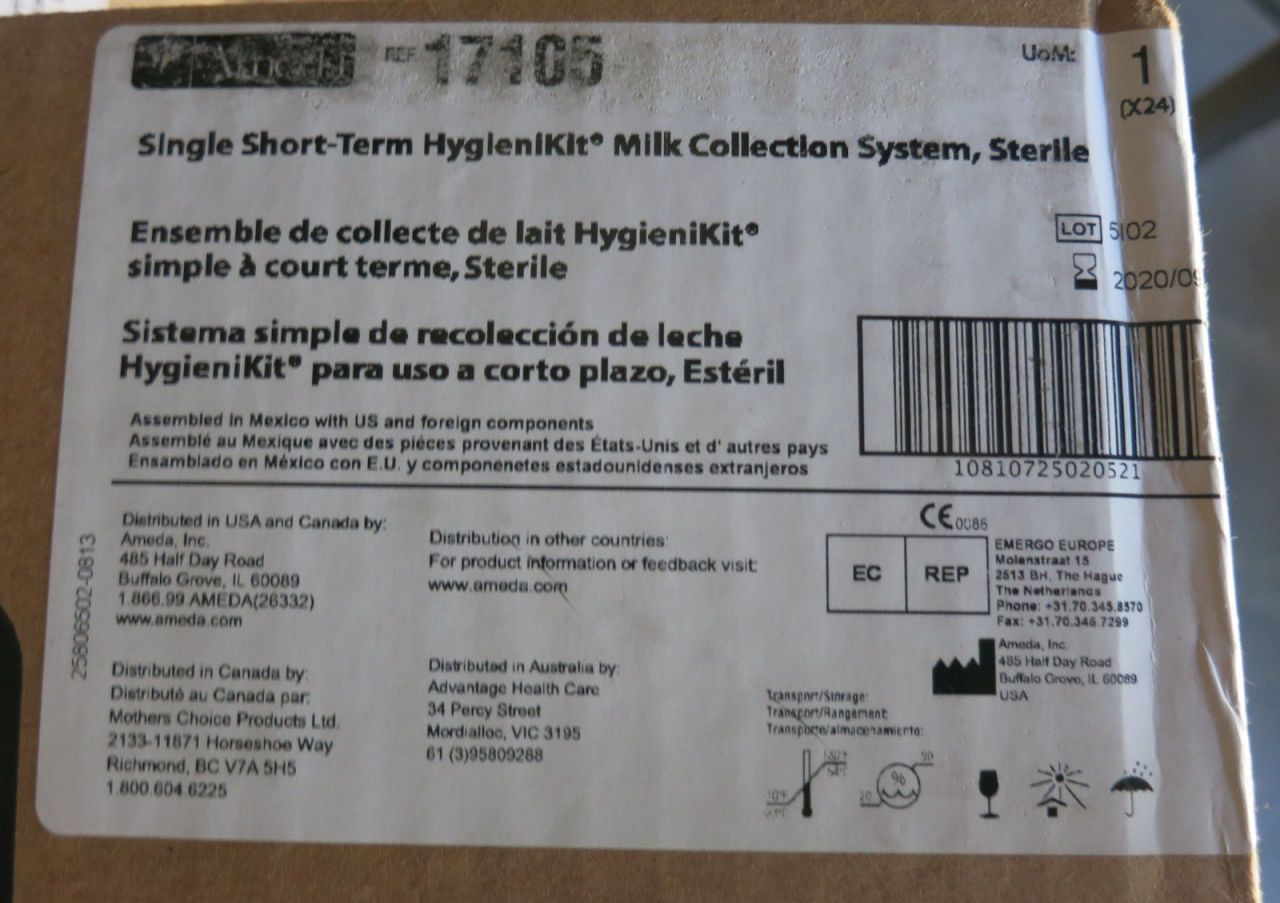 Ameda REF 17105 UoM: 1
(X24)
Single Short-Term HygieniKit® Milk Collection System, Sterile
Ensemble de collecte de lait HygieniKit®
simple à court terme, Sterile
LOT 5102
2020/09
Sistema simple de recolección de leche
HygieniKit® para uso a corto plazo, Estéril
Assembled in Mexico with US and foreign components
Assemblé au Mexique avec des piéces provenant des États-Unis et d' autres pays
Ensamblado en México con E.U. y componenetes estadounidenses extranjeros
10810725020521
25806502-0813
Distributed in USA and Canada by:
Ameda, Inc.
485 Half Day Road
Buffalo Grove, IL 60089
1.866.99.AMEDA(26332)
www.ameda.com
Distribution in other countries:
For product information or feedback visit:
www.ameda.com
CE 0086
EC REP
EMERGO EUROPE
Molenstraat 15
2513 BH, The Hague
The Netherlands
Phone: +31.70.345.8570
Fax: +31.70.346.7299
Ameda, Inc.
485 Half Day Road
Buffalo Grove, IL 60089
USA
Distributed in Canada by:
Distribué au Canada par:
Mothers Choice Products Ltd.
2133-11871 Horseshoe Way
Richmond, BC V7A 5H5
1.800.604.6225
Distributed in Australia by:
Advantage Health Care
34 Percy Street
Mordialloc, VIC 3195
61 (3)95809288
Transport/Storage:
Transport/Rangement:
Transporte/almacenamiento:
%
20
90